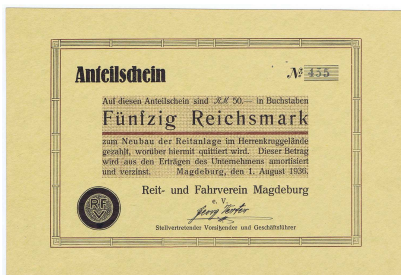 Anteilschein
№ 455
Auf diesen Anteilschein sind RM 50.— in Buchstaben
Fünfzig Reichsmark
zum Neubau der Reitanlage im Herrenkruggelände
gezahlt, worüber hiermit quittiert wird. Dieser Betrag
wird aus den Erträgen des Unternehmens amortisiert
und verzinst. Magdeburg, den 1. August 1936.
Reit- und Fahrverein Magdeburg
e. V.
RFV
Georg
Stellvertretender Vorsitzender und Geschäftsführer